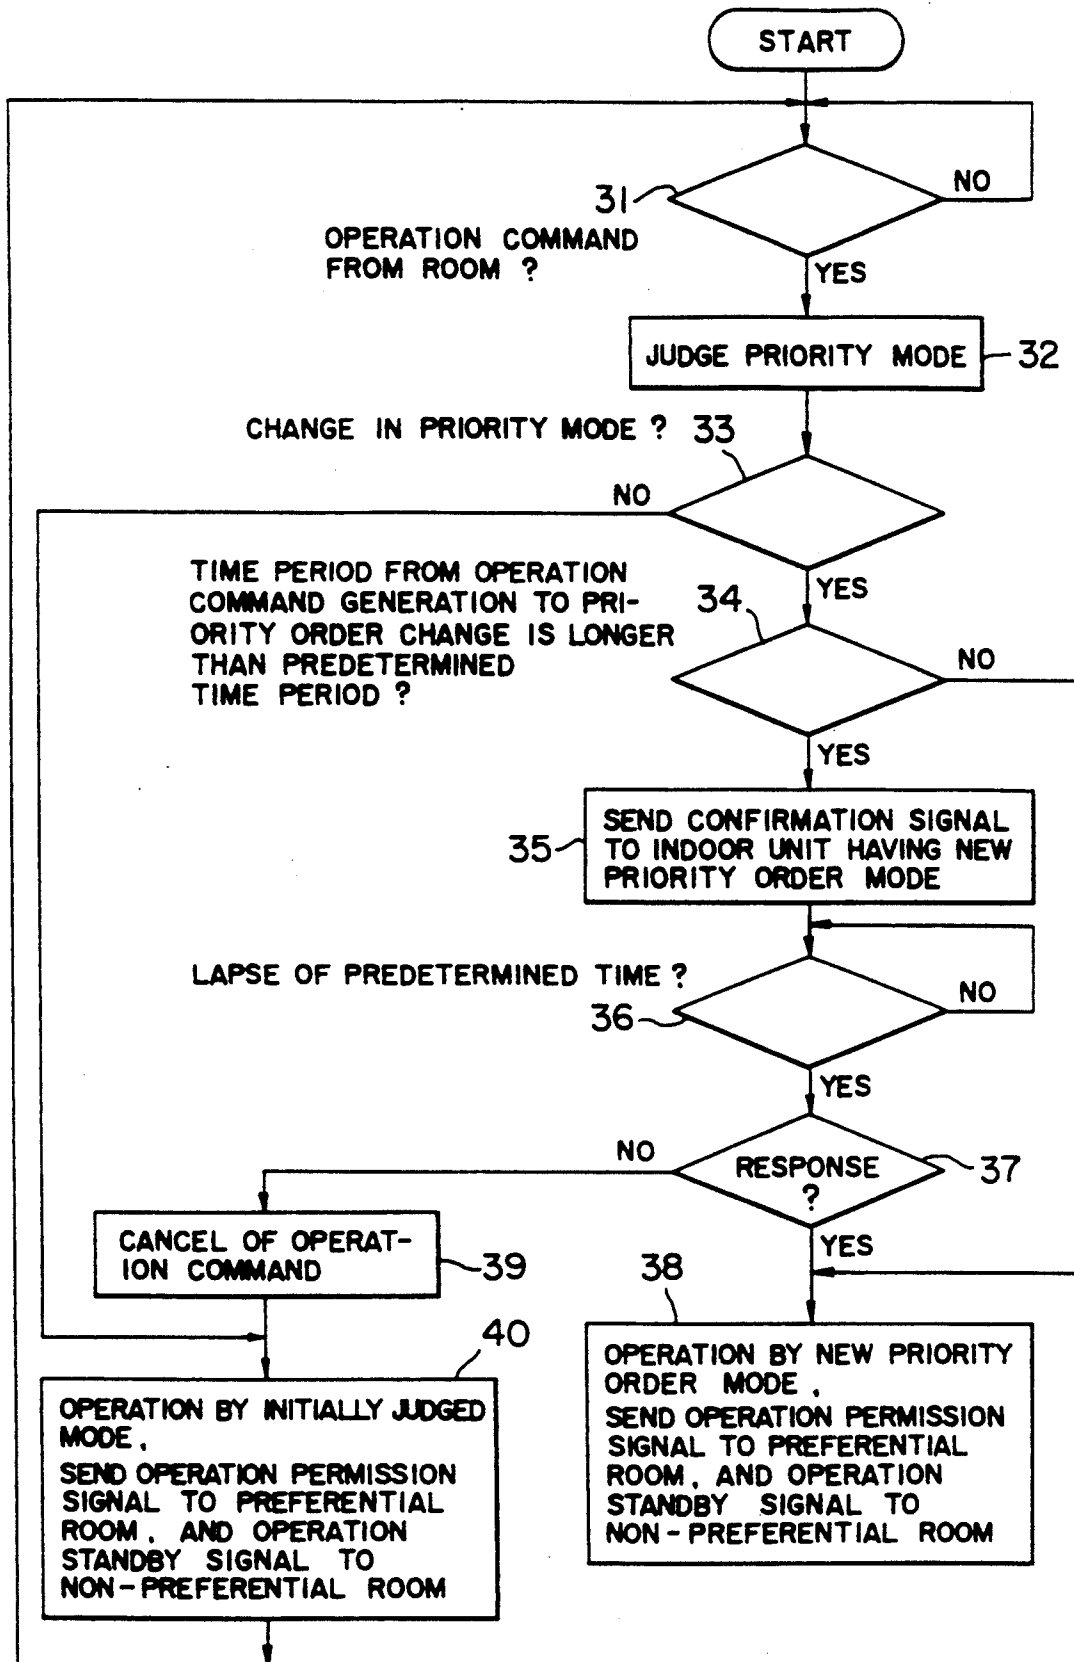 START
31
NO
OPERATION COMMAND
FROM ROOM ?
YES
JUDGE PRIORITY MODE
32
CHANGE IN PRIORITY MODE ?
33
NO
YES
TIME PERIOD FROM OPERATION
COMMAND GENERATION TO PRI-
ORITY ORDER CHANGE IS LONGER
THAN PREDETERMINED
TIME PERIOD ?
34
NO
YES
35
SEND CONFIRMATION SIGNAL
TO INDOOR UNIT HAVING NEW
PRIORITY ORDER MODE
LAPSE OF PREDETERMINED TIME ?
36
NO
YES
NO
RESPONSE
?
37
YES
CANCEL OF OPERAT-
ION COMMAND
39
38
40
OPERATION BY INITIALLY JUDGED
MODE.
SEND OPERATION PERMISSION
SIGNAL TO PREFERENTIAL
ROOM. AND OPERATION
STANDBY SIGNAL TO
NON-PREFERENTIAL ROOM
OPERATION BY NEW PRIORITY
ORDER MODE.
SEND OPERATION PERMISSION
SIGNAL TO PREFERENTIAL
ROOM. AND OPERATION
STANDBY SIGNAL TO
NON-PREFERENTIAL ROOM